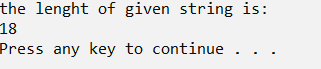 the lenght of given string is:
18
Press any key to continue . . .